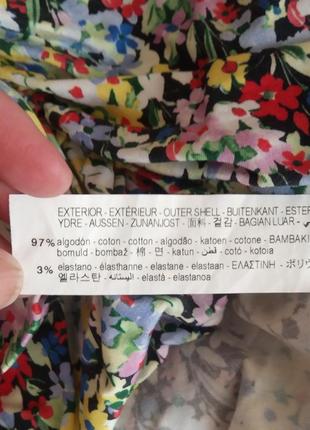 EXTERIOR - EXTÉRIEUR - OUTER SHELL - BUITENKANT - ESTER
YDRE - AUSSEN - ZUNANJOST - 面料 - 겉감 - BAGIAN LUAR -
97% algodón - coton - cotton - algodão - katoen - cotone - BAMBAKI
bomuld - bombaž - 棉 - 면 - katun - قطن - cotó - kotoia
3% elastano - élasthanne - elastane - elastaan - ΕΛΑΣΤΙΝΗ - ポリウ
엘라스탄 - الیستانه - elastà - elastanoa